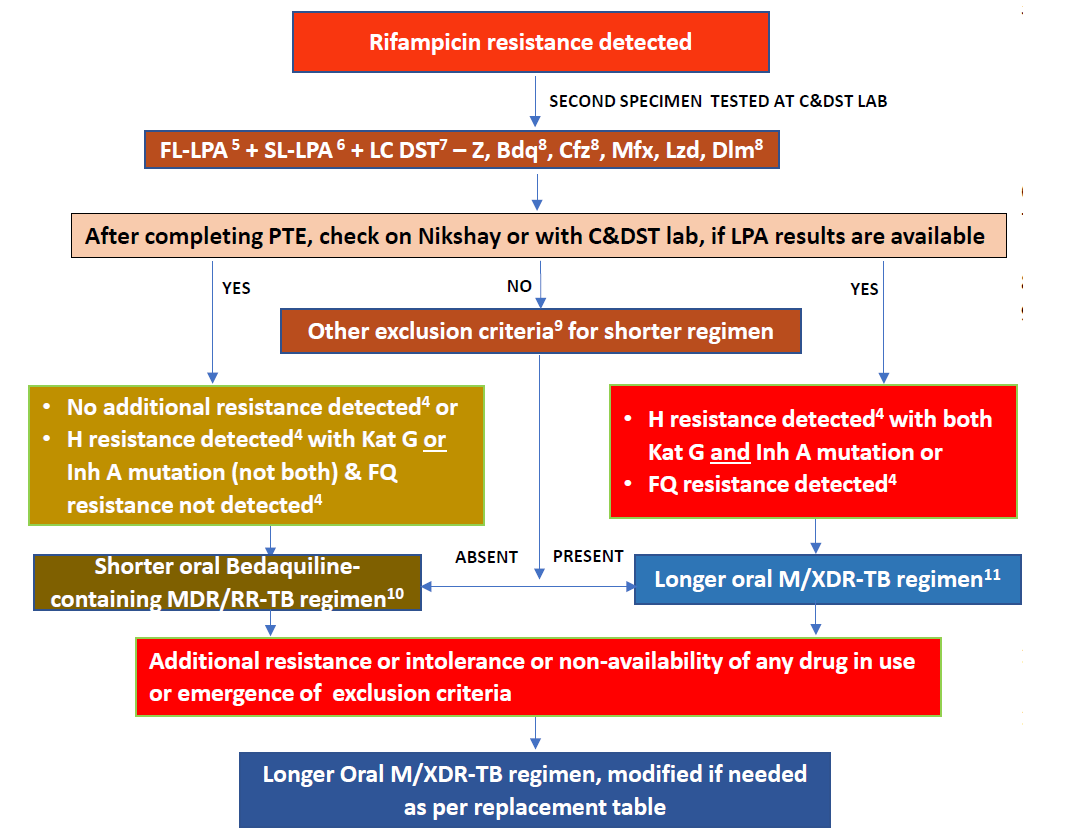 Rifampicin resistance detected
SECOND SPECIMEN TESTED AT C&DST LAB
FL-LPA 5 + SL-LPA 6 + LC DST7 – Z, Bdq8, Cfz8, Mfx, Lzd, Dlm8
After completing PTE, check on Nikshay or with C&DST lab, if LPA results are available
YES
NO
YES
Other exclusion criteria9 for shorter regimen
• No additional resistance detected4 or
• H resistance detected4 with Kat G or
Inh A mutation (not both) & FQ
resistance not detected4
• H resistance detected4 with both
Kat G and Inh A mutation or
• FQ resistance detected4
ABSENT
PRESENT
Shorter oral Bedaquiline-
containing MDR/RR-TB regimen10
Longer oral M/XDR-TB regimen11
Additional resistance or intolerance or non-availability of any drug in use
or emergence of exclusion criteria
Longer Oral M/XDR-TB regimen, modified if needed
as per replacement table